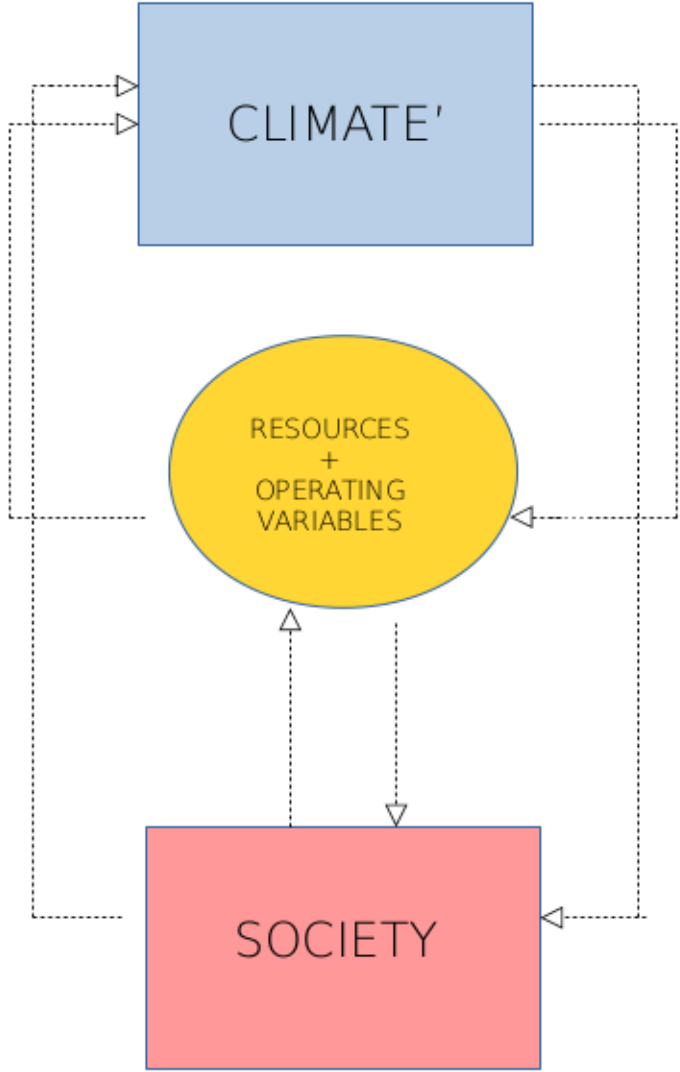 CLIMATE'
RESOURCES
+
OPERATING
VARIABLES
SOCIETY